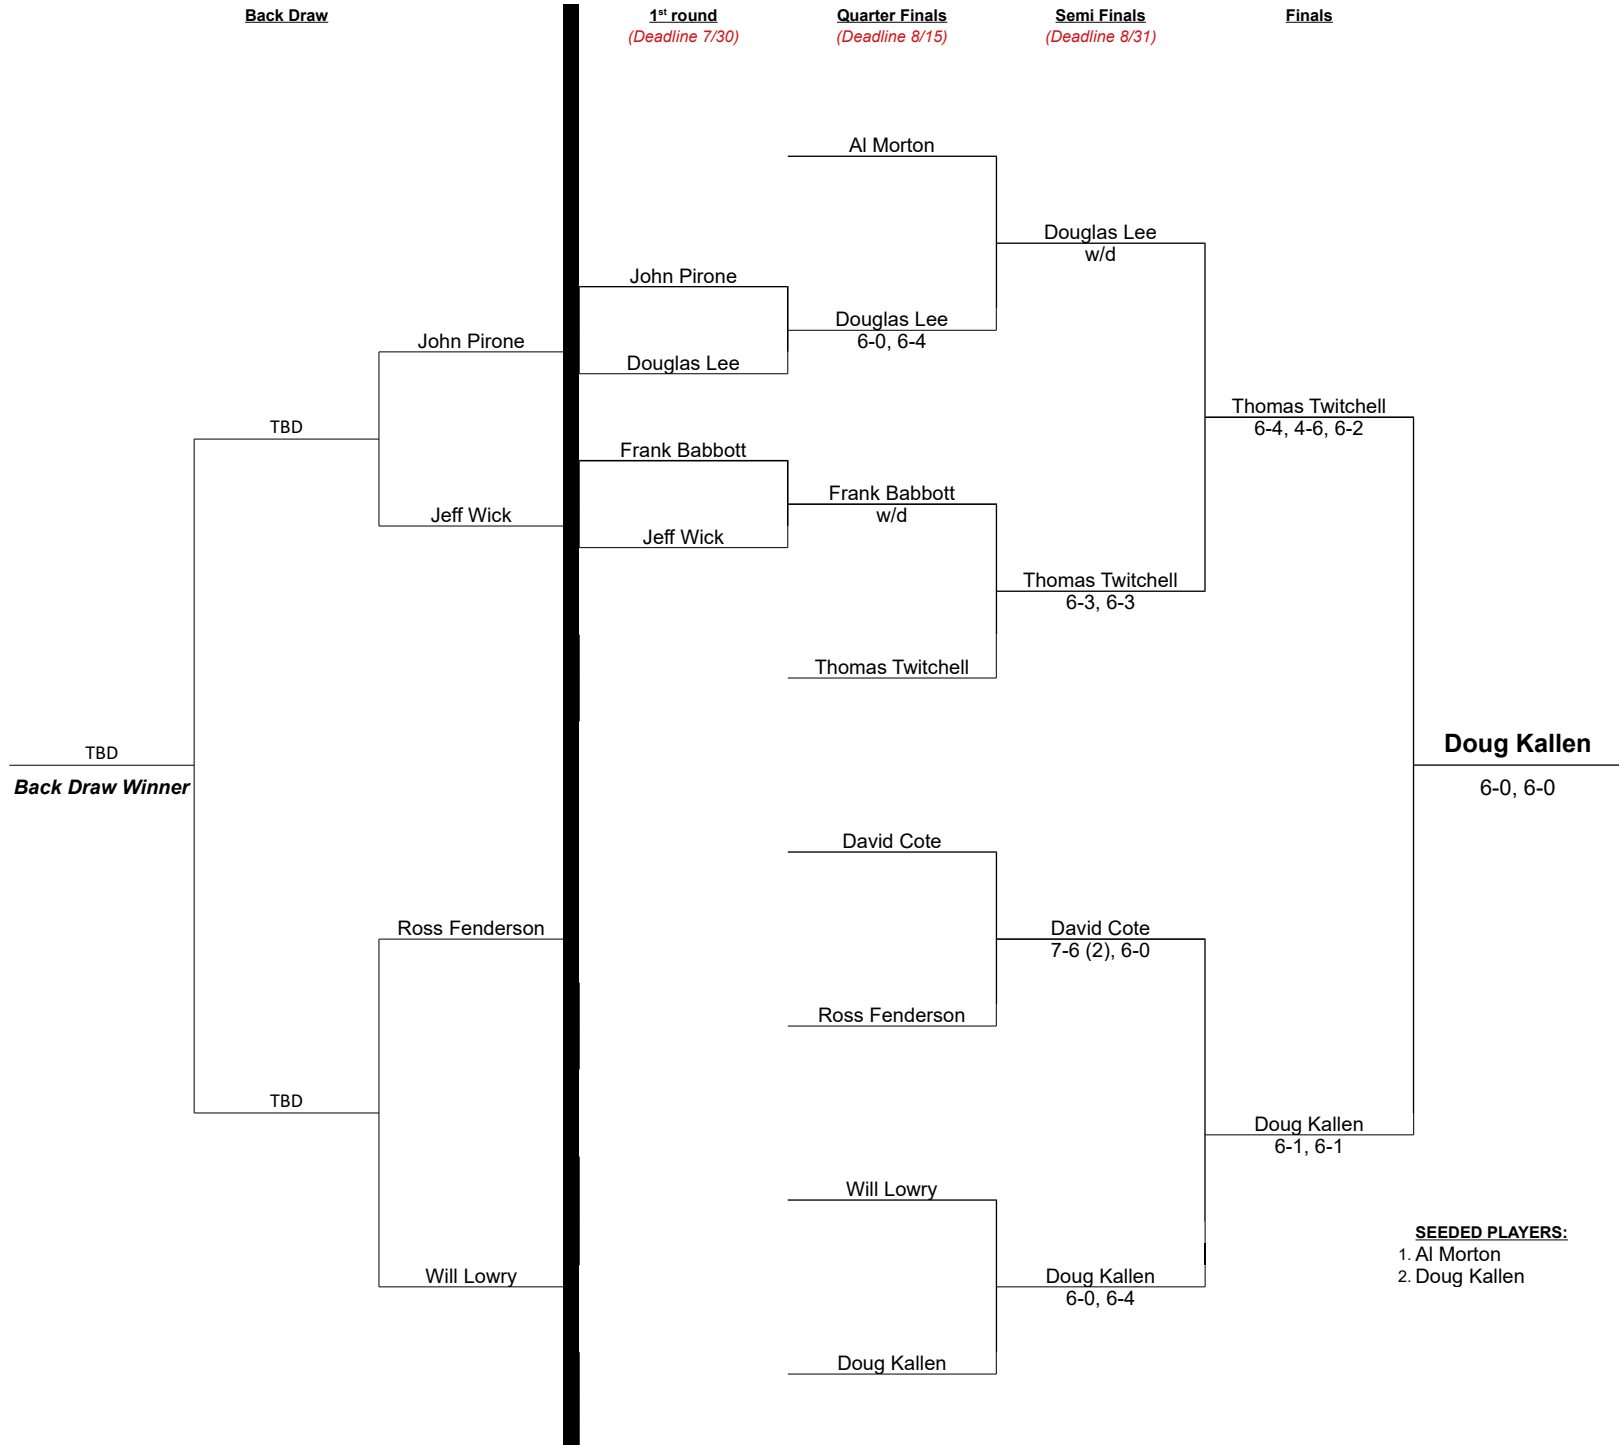 Back Draw
1st round
(Deadline 7/30)
Quarter Finals
(Deadline 8/15)
Semi Finals
(Deadline 8/31)
Finals
Al Morton
Douglas Lee
w/d
John Pirone
Douglas Lee
6-0, 6-4
John Pirone
Douglas Lee
Thomas Twitchell
6-4, 4-6, 6-2
TBD
Frank Babbott
Frank Babbott
w/d
Jeff Wick
Jeff Wick
Thomas Twitchell
6-3, 6-3
Thomas Twitchell
TBD
Back Draw Winner
Doug Kallen
6-0, 6-0
David Cote
Ross Fenderson
David Cote
7-6 (2), 6-0
Ross Fenderson
TBD
Doug Kallen
6-1, 6-1
Will Lowry
Will Lowry
Doug Kallen
6-0, 6-4
Doug Kallen
SEEDED PLAYERS:
1. Al Morton
2. Doug Kallen